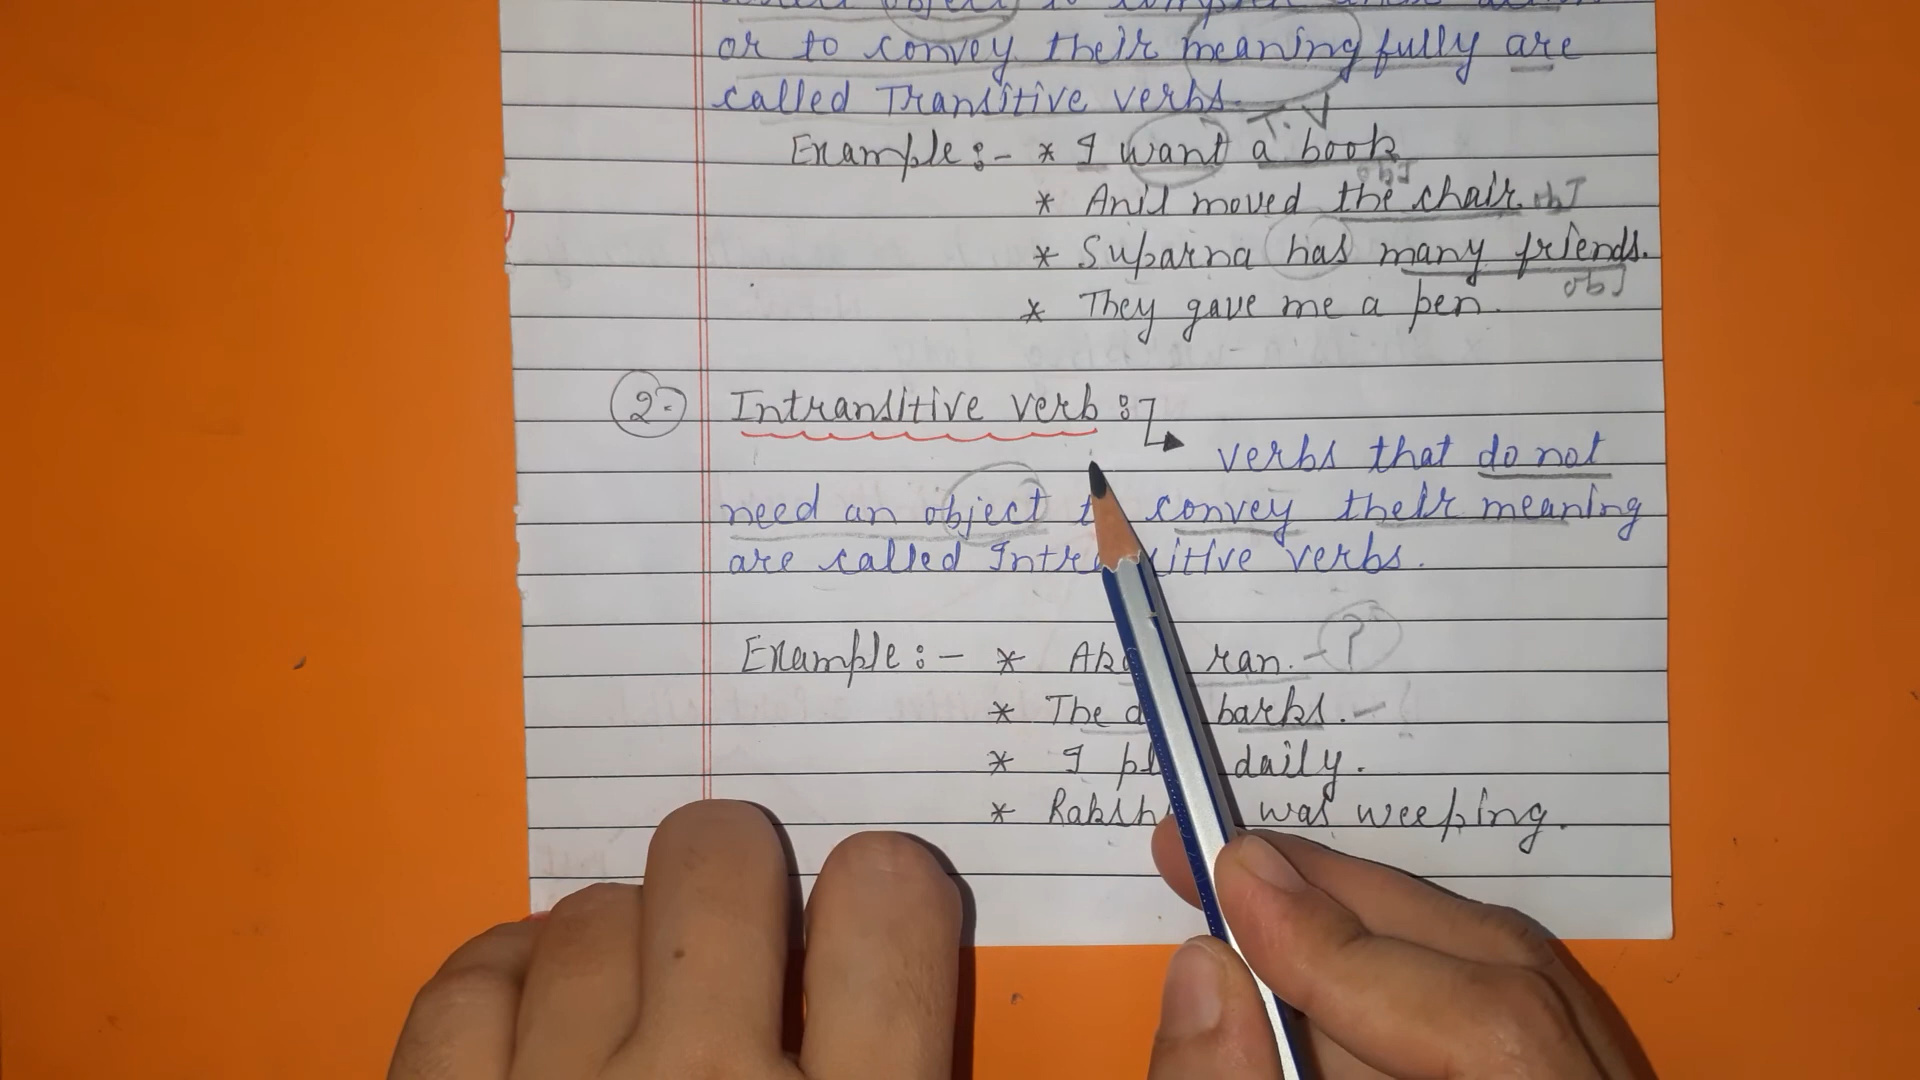 object to
or to convey their meaning fully are
called Transitive verbs.
T.V
Example :- * I want a book
obj
* Anil moved the chair. obj
* Suparna has many friends.
obj
* They gave me a pen.
2. Intransitive verb :
verbs that do not
need an object convey their meaning
are called verbs.
Example :- * ran. - ?
* The barks. -
* I daily.
* was weeping.